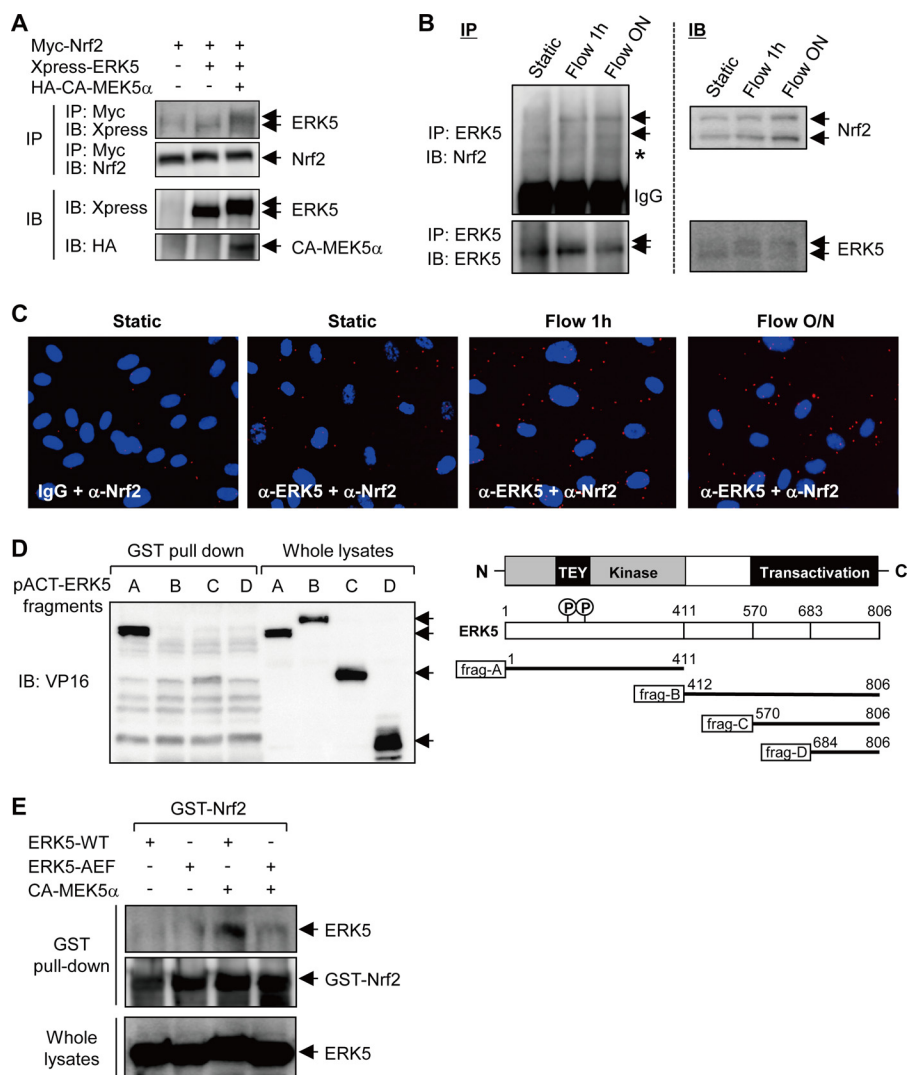 A
Myc-Nrf2 + + +
Xpress-ERK5 - + +
HA-CA-MEK5α - - +
IP
IP: Myc
IB: Xpress
ERK5
IP: Myc
IB: Nrf2
Nrf2
IB
IB: Xpress
ERK5
IB: HA
CA-MEK5α
B
IP
Static
Flow 1h
Flow ON
IP: ERK5
IB: Nrf2
*
IgG
IP: ERK5
IB: ERK5
IB
Static
Flow 1h
Flow ON
Nrf2
ERK5
C
Static
Static
Flow 1h
Flow O/N
IgG + α-Nrf2
α-ERK5 + α-Nrf2
α-ERK5 + α-Nrf2
α-ERK5 + α-Nrf2
D
GST pull down
Whole lysates
pACT-ERK5
fragments
A B C D A B C D
IB: VP16
N TEY Kinase Transactivation C
1 P P 411 570 683 806
ERK5
frag-A 1 411
frag-B 412 806
frag-C 570 806
frag-D 684 806
E
GST-Nrf2
ERK5-WT + - + -
ERK5-AEF - + - +
CA-MEK5α - - + +
GST
pull-down
ERK5
GST-Nrf2
Whole
lysates
ERK5